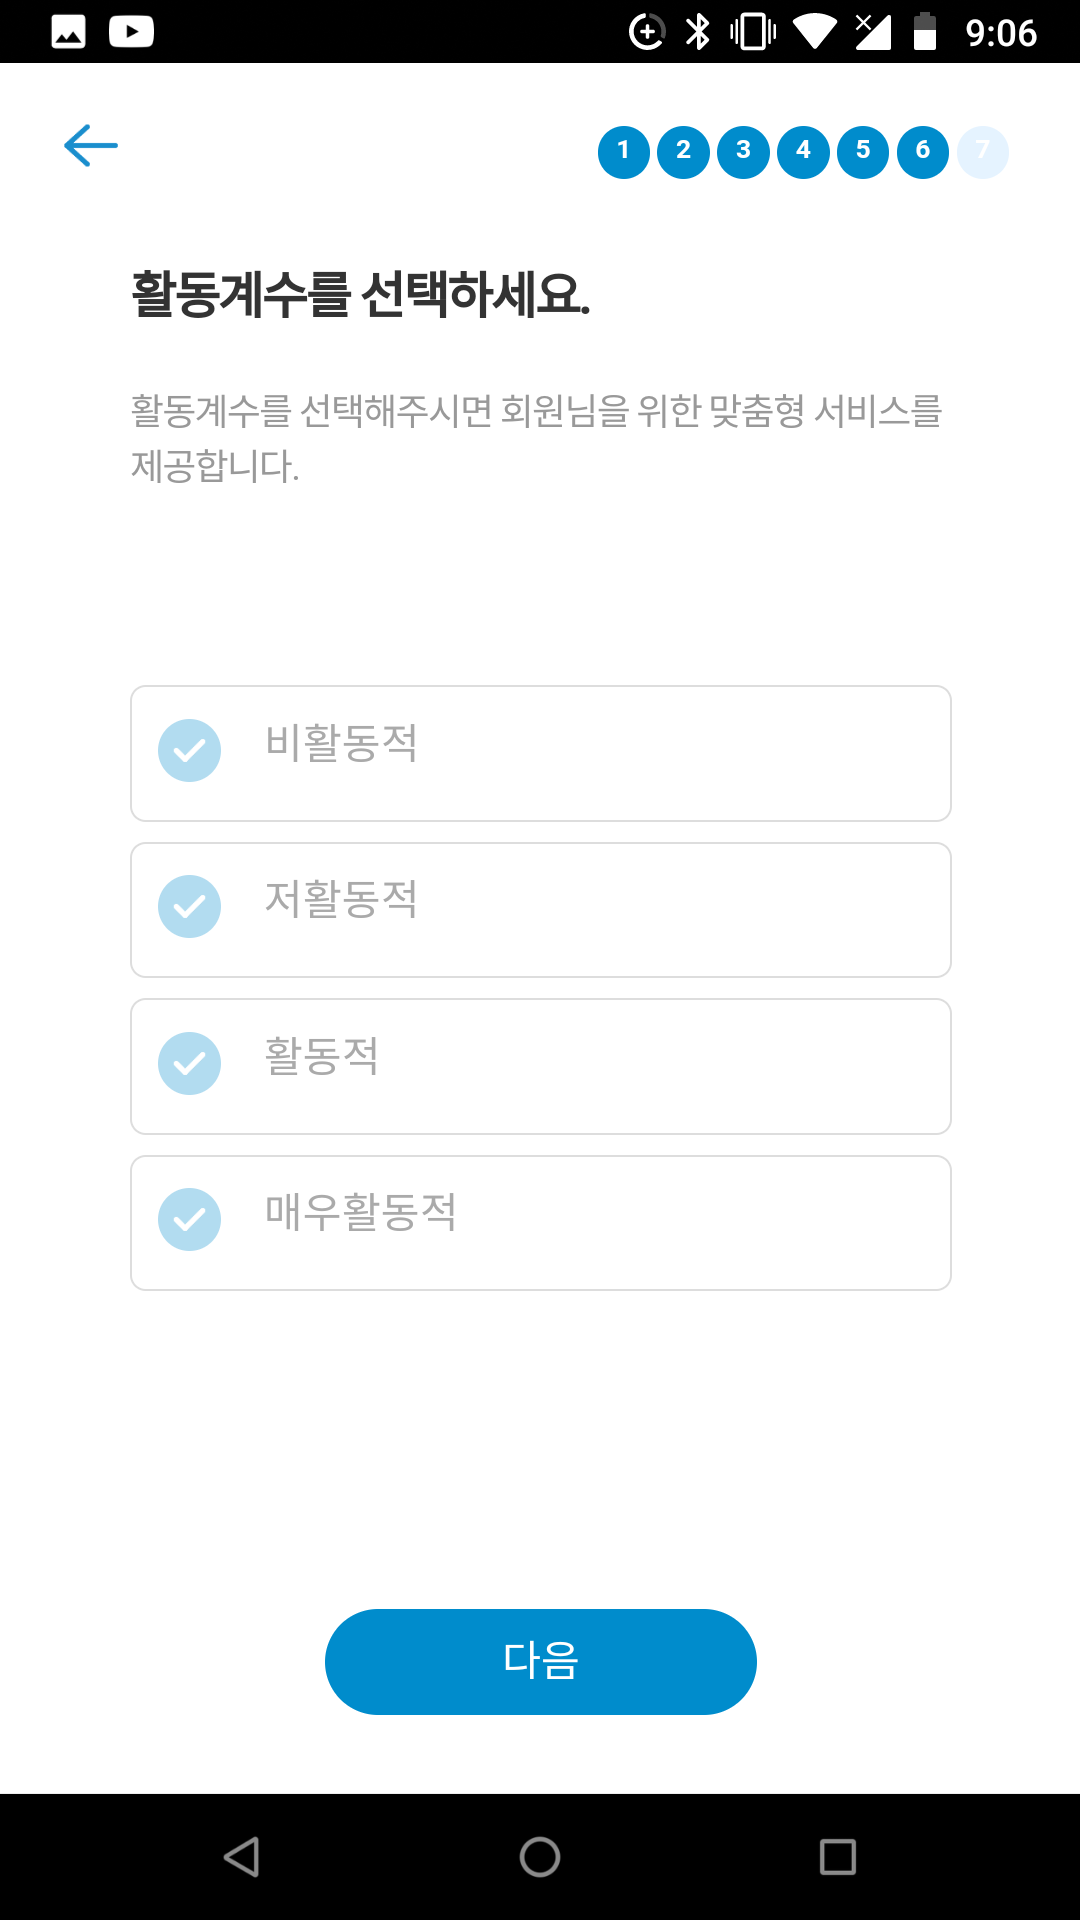 9:06
1 2 3 4 5 6 7
활동계수를 선택하세요.
활동계수를 선택해주시면 회원님을 위한 맞춤형 서비스를
제공합니다.
비활동적
저활동적
활동적
매우활동적
다음